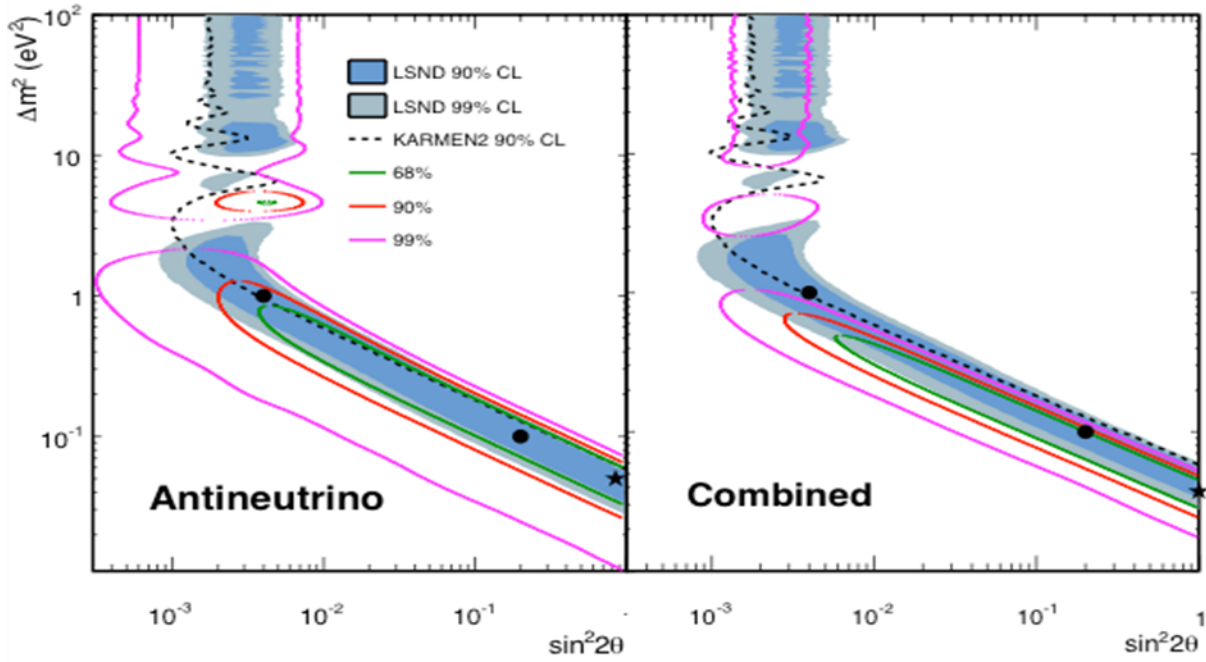 Δm² (eV²)
10²
10
1
10⁻¹
LSND 90% CL
LSND 99% CL
KARMEN2 90% CL
68%
90%
99%
Antineutrino
Combined
10⁻³ 10⁻² 10⁻¹
sin²2θ
10⁻³ 10⁻² 10⁻¹ 1
sin²2θ